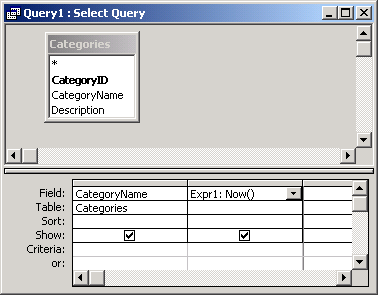 Query1 : Select Query
Categories
*
CategoryID
CategoryName
Description
Field: CategoryName Expr1: Now()
Table: Categories
Sort:
Show:
Criteria:
or: